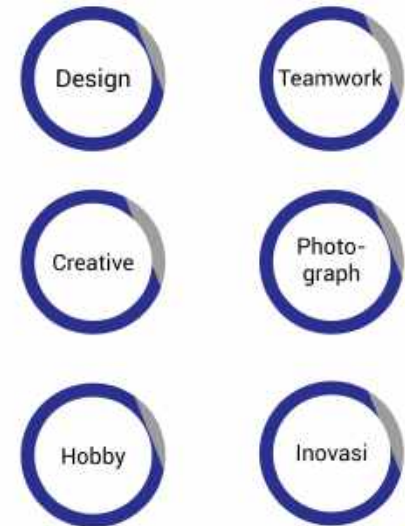 Design
Teamwork
Creative
Photo-
graph
Hobby
Inovasi